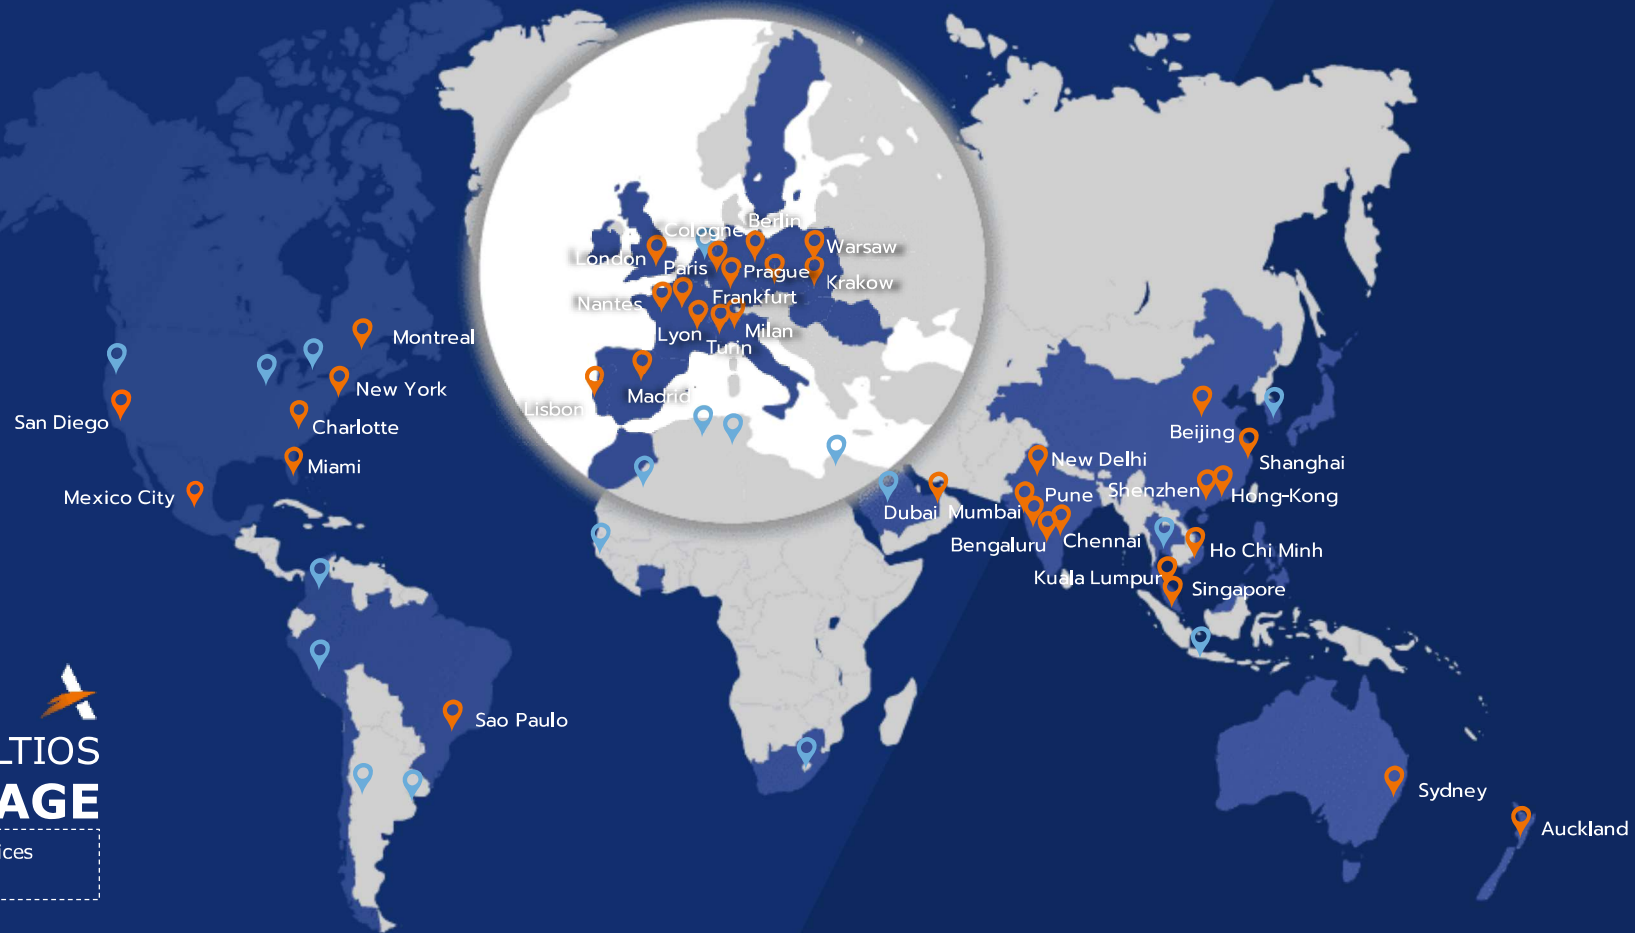 Berlin
Cologne
Warsaw
London
Paris
Prague
Krakow
Frankfurt
Nantes
Milan
Lyon
Turin
Madrid
Lisbon
Montreal
New York
San Diego
Charlotte
Miami
Mexico City
Beijing
New Delhi
Shanghai
Pune
Shenzhen
Hong-Kong
Dubai
Mumbai
Bengaluru
Chennai
Ho Chi Minh
Kuala Lumpur
Singapore
Sao Paulo
LTIOS
AGE
ices
Sydney
Auckland